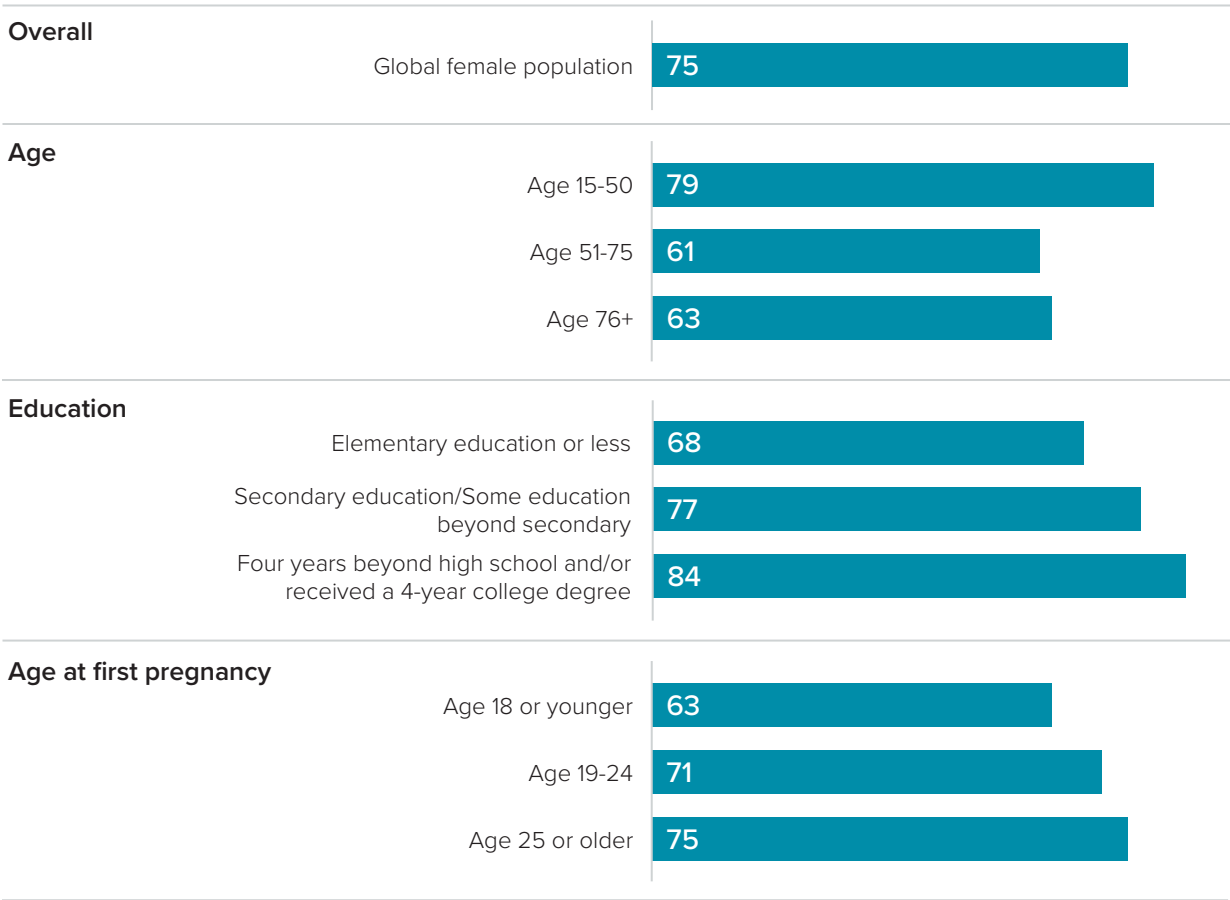 Overall
Global female population 75
Age
Age 15-50 79
Age 51-75 61
Age 76+ 63
Education
Elementary education or less 68
Secondary education/Some education
beyond secondary 77
Four years beyond high school and/or
received a 4-year college degree 84
Age at first pregnancy
Age 18 or younger 63
Age 19-24 71
Age 25 or older 75